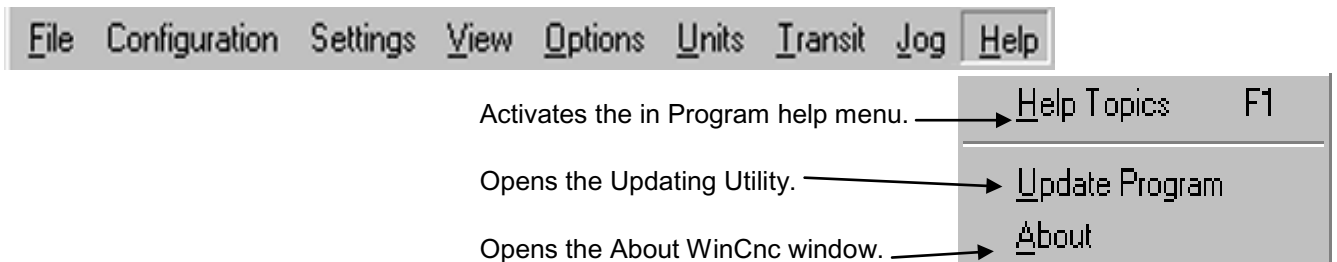 File Configuration Settings View Options Units Transit Jog Help
Activates the in Program help menu. Help Topics F1
Opens the Updating Utility. Update Program
Opens the About WinCnc window. About